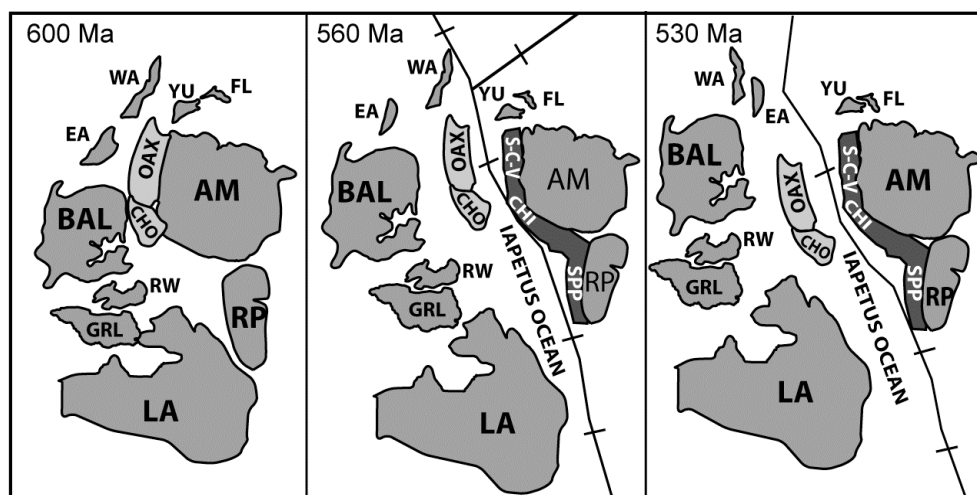 600 Ma
WA
YU
FL
EA
OAX
AM
BAL
CHO
RW
GRL
RP
LA
560 Ma
WA
YU
FL
EA
OAX
S-C-V
AM
BAL
CHO
CHI
IAPETUS OCEAN
RW
SPP
RP
GRL
LA
530 Ma
WA
YU
FL
EA
BAL
OAX
S-C-V
AM
CHI
CHO
RW
IAPETUS OCEAN
GRL
SPP
RP
LA